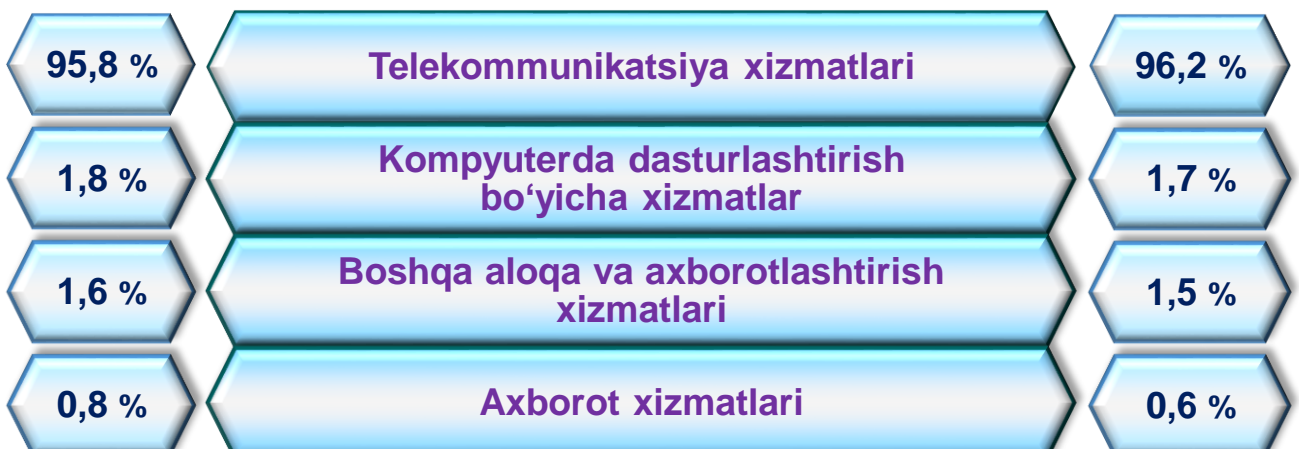 95,8 % Telekommunikatsiya xizmatlari 96,2 %
1,8 % Kompyuterda dasturlashtirish
bo‘yicha xizmatlar 1,7 %
1,6 % Boshqa aloqa va axborotlashtirish
xizmatlari 1,5 %
0,8 % Axborot xizmatlari 0,6 %